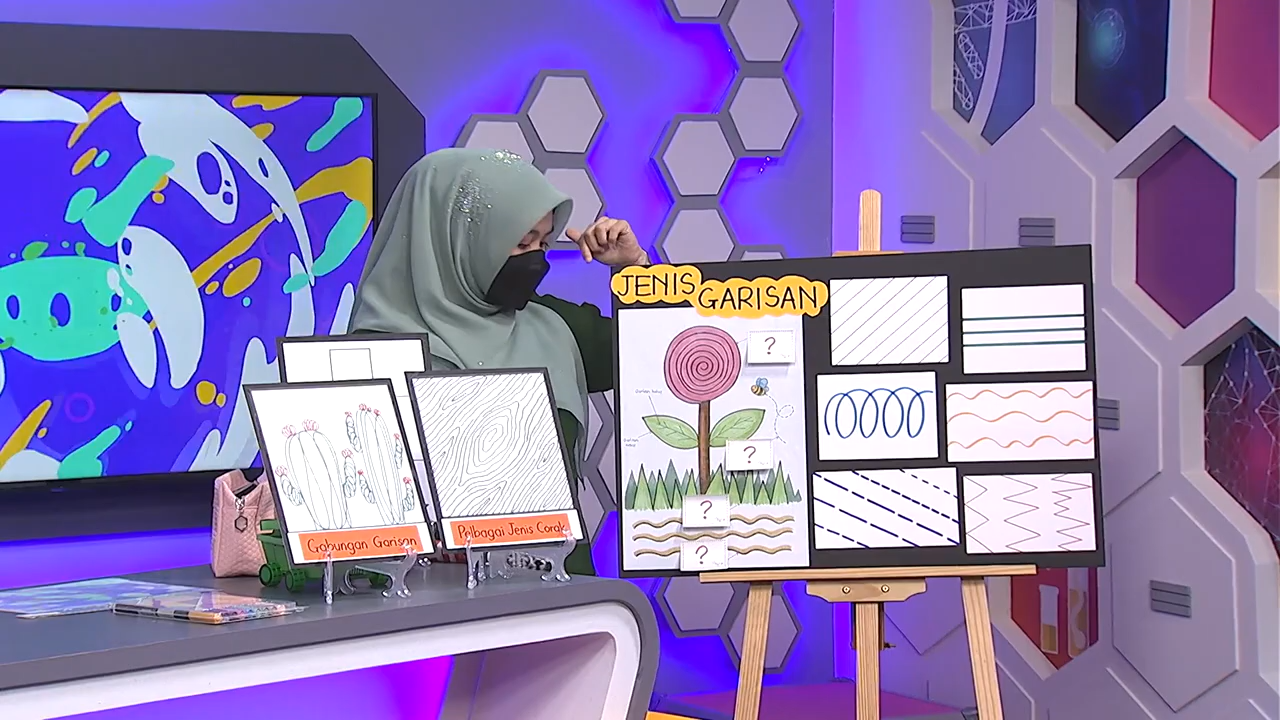 JENIS
GARISAN
?
?
?
?
Gabungan Garisan
Pelbagai Jenis Corak